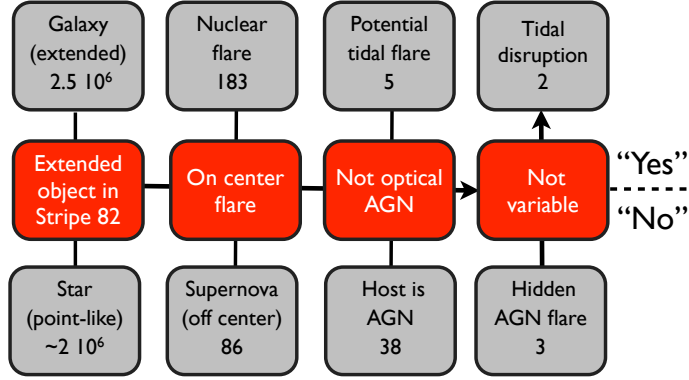 Galaxy
(extended)
2.5 10⁶
Nuclear
flare
183
Potential
tidal flare
5
Tidal
disruption
2
Extended
object in
Stripe 82
On center
flare
Not optical
AGN
Not
variable
“Yes”
“No”
Star
(point-like)
~2 10⁶
Supernova
(off center)
86
Host is
AGN
38
Hidden
AGN flare
3